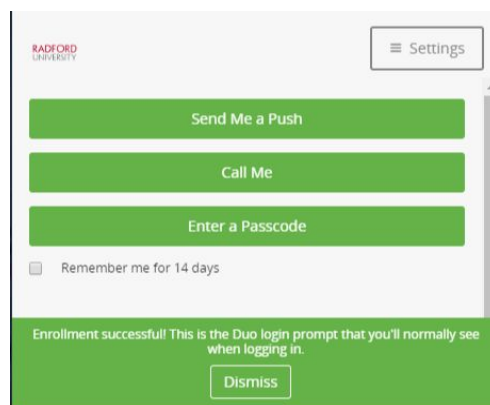 RADFORD
UNIVERSITY
≡ Settings
Send Me a Push
Call Me
Enter a Passcode
Remember me for 14 days
Enrollment successful! This is the Duo login prompt that you'll normally see
when logging in.
Dismiss